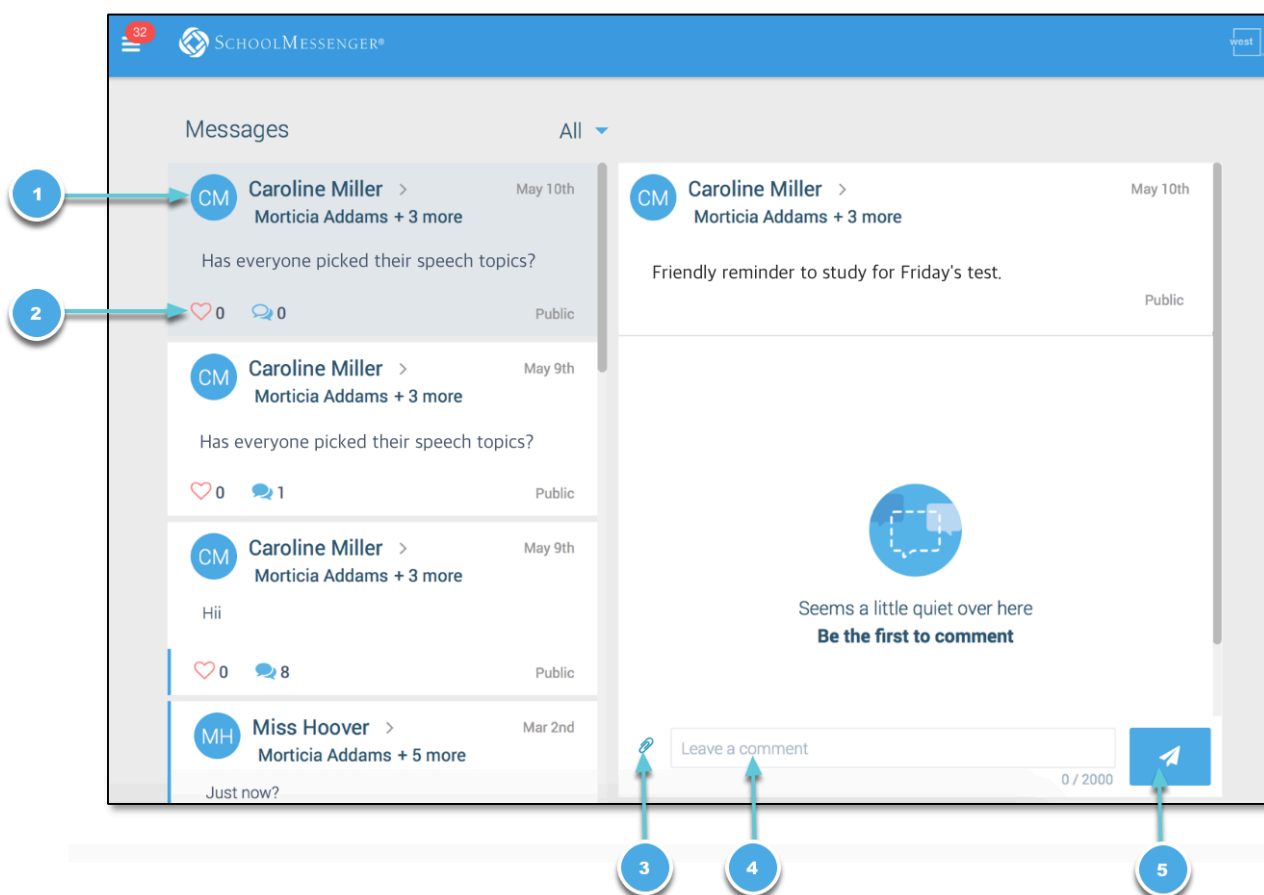 32
SCHOOLMESSENGER®
west
Messages
All
1
CM
Caroline Miller >
May 10th
Morticia Addams + 3 more
Has everyone picked their speech topics?
2
0
0
Public
CM
Caroline Miller >
May 9th
Morticia Addams + 3 more
Has everyone picked their speech topics?
0
1
Public
CM
Caroline Miller >
May 9th
Morticia Addams + 3 more
Hii
0
8
Public
MH
Miss Hoover >
Mar 2nd
Morticia Addams + 5 more
Just now?
CM
Caroline Miller >
May 10th
Morticia Addams + 3 more
Friendly reminder to study for Friday's test.
Public
Seems a little quiet over here
Be the first to comment
Leave a comment
0 / 2000
3
4
5